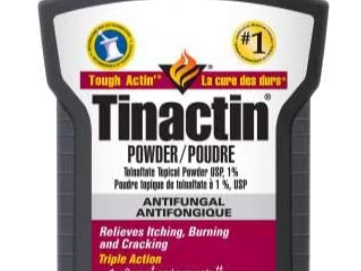 #1
Tough Actin'™ La cure des durs*
Tinactin®
POWDER/POUDRE
Tolnaftate Topical Powder USP, 1%
Poudre topique de tolnaftate à 1 %, USP
ANTIFUNGAL
ANTIFONGIQUE
Relieves Itching, Burning
and Cracking
Triple Action